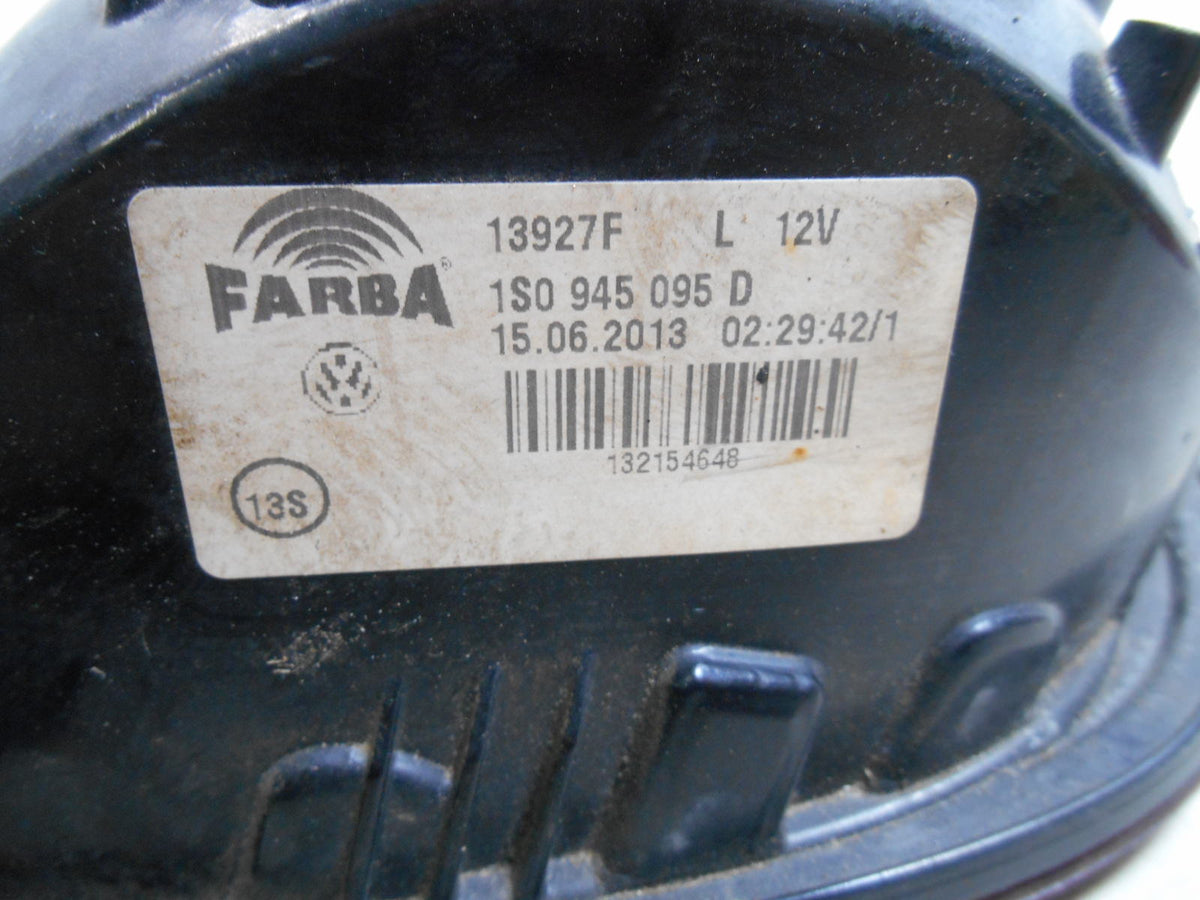 FARBA®
13927F L 12V
1S0 945 095 D
15.06.2013 02:29:42/1
132154648
13S